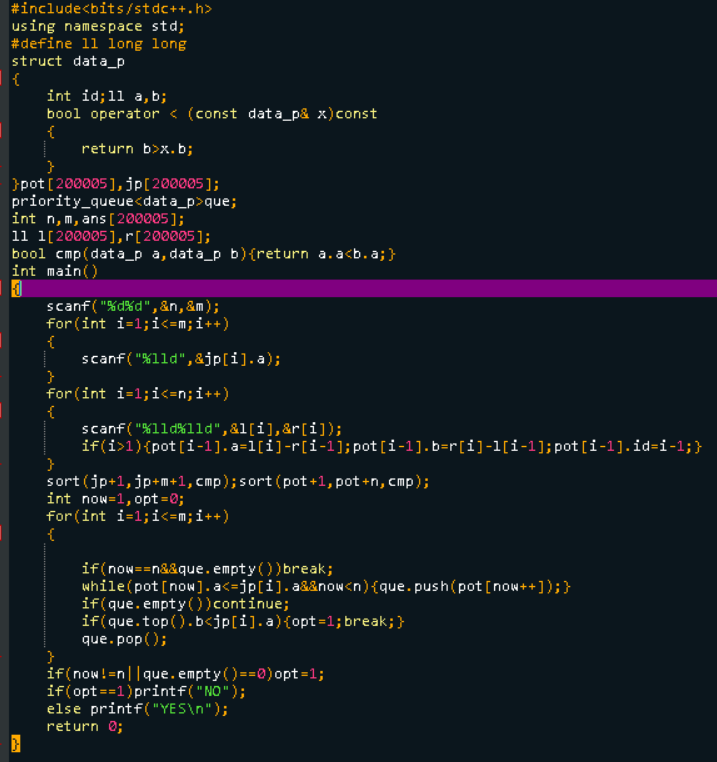 #include<bits/stdc++.h>
using namespace std;
#define ll long long
struct data_p
{
    int id;ll a,b;
    bool operator < (const data_p& x)const
    {
        return b>x.b;
    }
}pot[200005],jp[200005];
priority_queue<data_p>que;
int n,m,ans[200005];
ll l[200005],r[200005];
bool cmp(data_p a,data_p b){return a.a<b.a;}
int main()
{
    scanf("%d%d",&n,&m);
    for(int i=1;i<=m;i++)
    {
        scanf("%lld",&jp[i].a);
    }
    for(int i=1;i<=n;i++)
    {
        scanf("%lld%lld",&l[i],&r[i]);
        if(i>1){pot[i-1].a=l[i]-r[i-1];pot[i-1].b=r[i]-l[i-1];pot[i-1].id=i-1;}
    }
    sort(jp+1,jp+m+1,cmp);sort(pot+1,pot+n,cmp);
    int now=1,opt=0;
    for(int i=1;i<=m;i++)
    {
        if(now==n&&que.empty())break;
        while(pot[now].a<=jp[i].a&&now<n){que.push(pot[now++]);}
        if(que.empty())continue;
        if(que.top().b<jp[i].a){opt=1;break;}
        que.pop();
    }
    if(now!=n||que.empty()==0)opt=1;
    if(opt==1)printf("NO");
    else printf("YES\n");
    return 0;
}